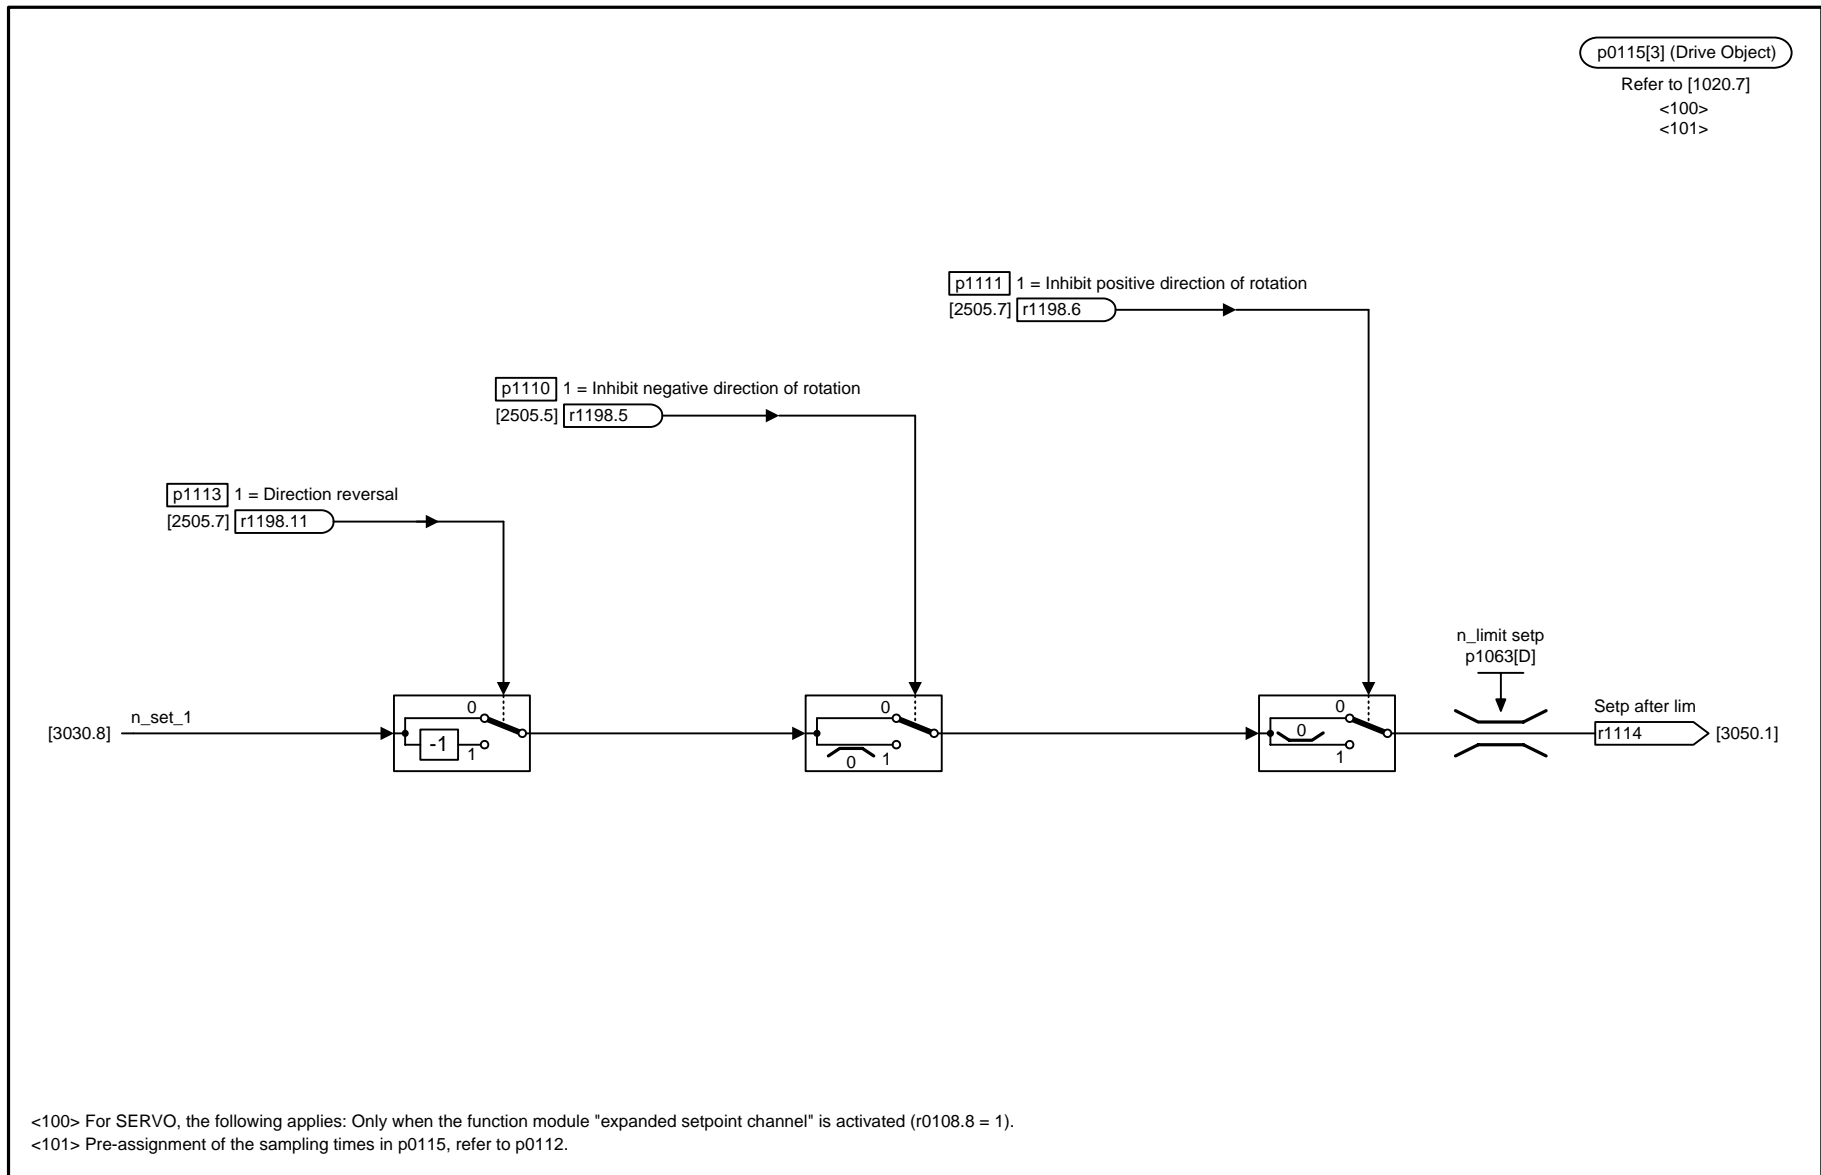 p0115[3] (Drive Object)
Refer to [1020.7]
<100>
<101>
p1111 1 = Inhibit positive direction of rotation
[2505.7] r1198.6
p1110 1 = Inhibit negative direction of rotation
[2505.5] r1198.5
p1113 1 = Direction reversal
[2505.7] r1198.11
n_limit setp
p1063[D]
[3030.8] n_set_1
0
-1
1
0
0 1
0
0
1
Setp after lim
r1114 [3050.1]
<100> For SERVO, the following applies: Only when the function module "expanded setpoint channel" is activated (r0108.8 = 1).
<101> Pre-assignment of the sampling times in p0115, refer to p0112.